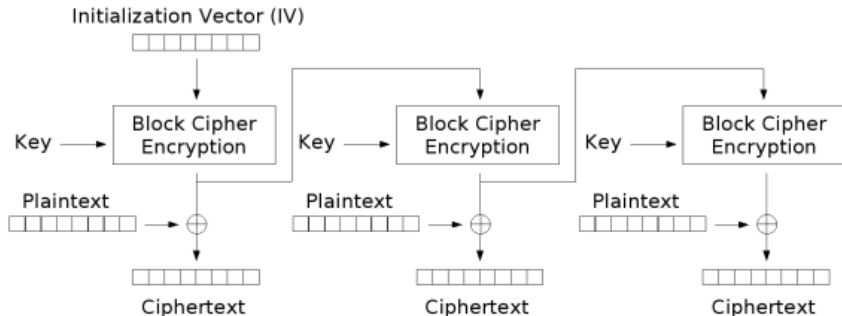 Initialization Vector (IV)
Block Cipher
Encryption
Block Cipher
Encryption
Block Cipher
Encryption
Key
Key
Key
Plaintext
Plaintext
Plaintext
Ciphertext
Ciphertext
Ciphertext